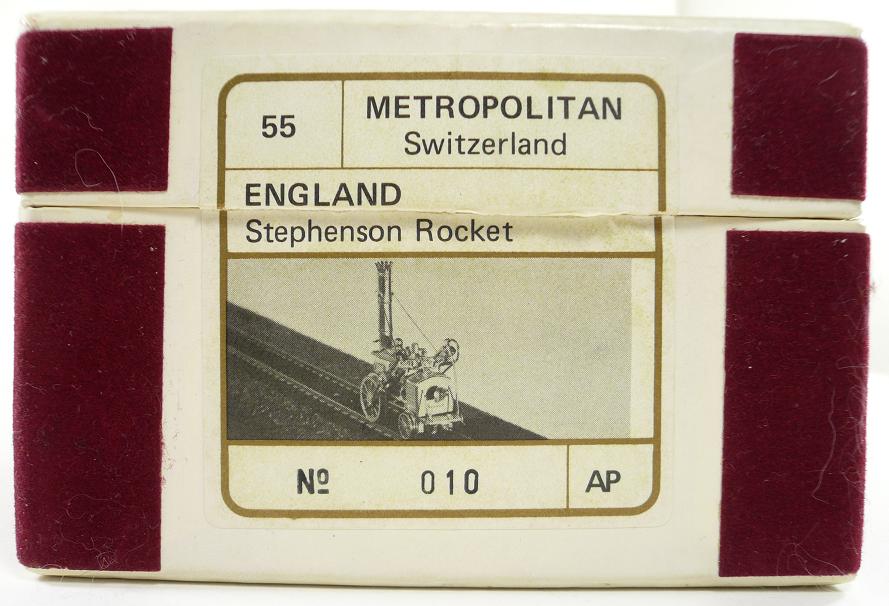 55
METROPOLITAN
Switzerland
ENGLAND
Stephenson Rocket
Nº 010 AP